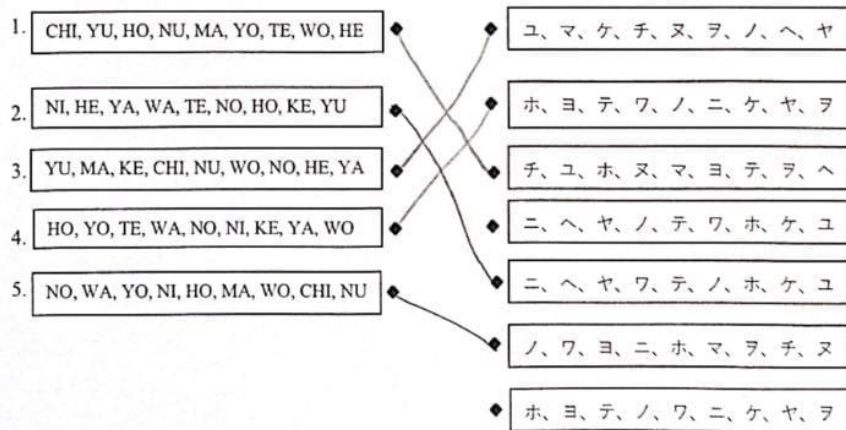 1. CHI, YU, HO, NU, MA, YO, TE, WO, HE
2. NI, HE, YA, WA, TE, NO, HO, KE, YU
3. YU, MA, KE, CHI, NU, WO, NO, HE, YA
4. HO, YO, TE, WA, NO, NI, KE, YA, WO
5. NO, WA, YO, NI, HO, MA, WO, CHI, NU
ユ、マ、ケ、チ、ヌ、ヲ、ノ、ヘ、ヤ
ホ、ヨ、テ、ワ、ノ、ニ、ケ、ヤ、ヲ
チ、ユ、ホ、ヌ、マ、ヨ、テ、ヲ、ヘ
ニ、ヘ、ヤ、ノ、テ、ワ、ホ、ケ、ユ
ニ、ヘ、ヤ、ワ、テ、ノ、ホ、ケ、ユ
ノ、ワ、ヨ、ニ、ホ、マ、ヲ、チ、ヌ
ホ、ヨ、テ、ノ、ワ、ニ、ケ、ヤ、ヲ